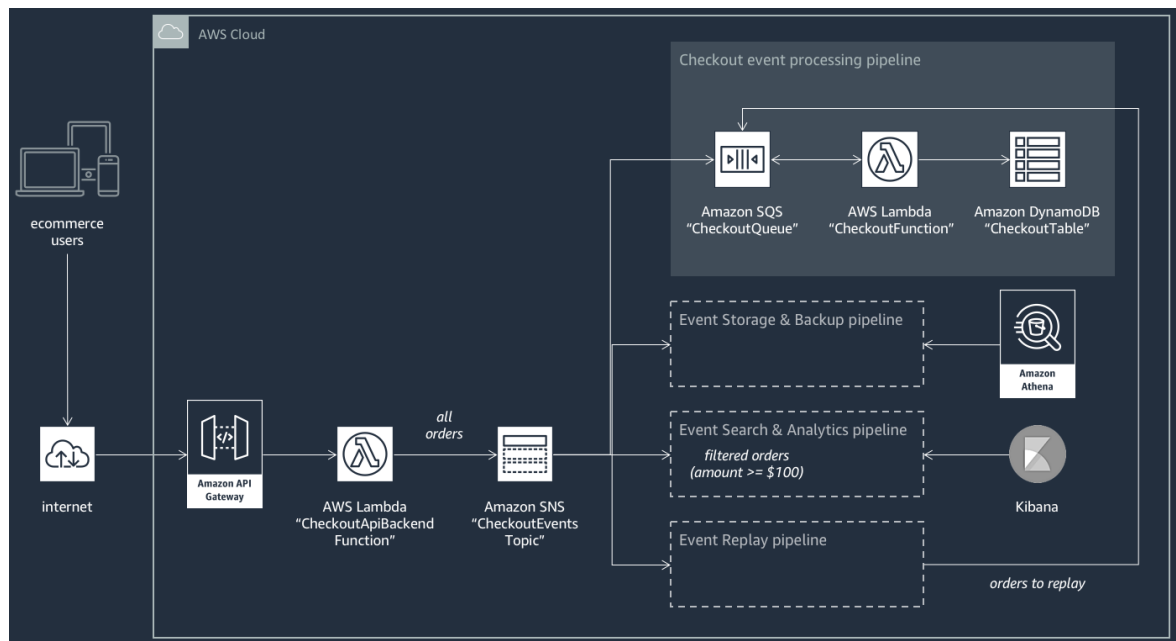 AWS Cloud
Checkout event processing pipeline
ecommerce
users
Amazon SQS
“CheckoutQueue”
AWS Lambda
“CheckoutFunction”
Amazon DynamoDB
“CheckoutTable”
Event Storage & Backup pipeline
Amazon
Athena
all
orders
Event Search & Analytics pipeline
filtered orders
(amount >= $100)
Amazon API
Gateway
internet
AWS Lambda
“CheckoutApiBackend
Function”
Amazon SNS
“CheckoutEvents
Topic”
Kibana
Event Replay pipeline
orders to replay